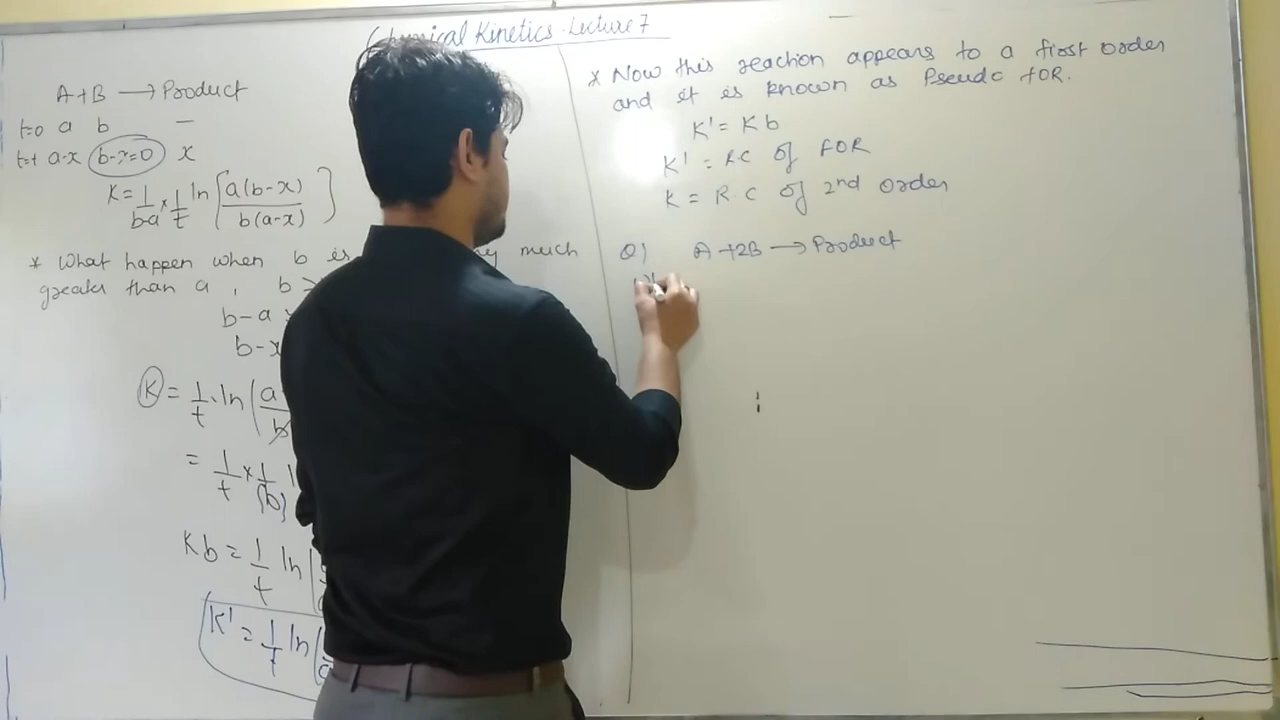 Chemical Kinetics. Lecture 7
A+B → Product
t=0 a b —
t=t a-x (b-x=0) x
K = 1/b-a × 1/t ln [a(b-x)/b(a-x)]
* What happen when b is much
greater than a, b >
b-a
b-x
K = 1/t . ln (a/b
= 1/t × 1/(b)
Kb = 1/t ln
K' = 1/t ln
* Now this reaction appears to a first order
and it is known as Pseudo FOR.
K' = Kb
K' = R.C of FOR
K = R.C of 2nd order
Q) A+2B → Product